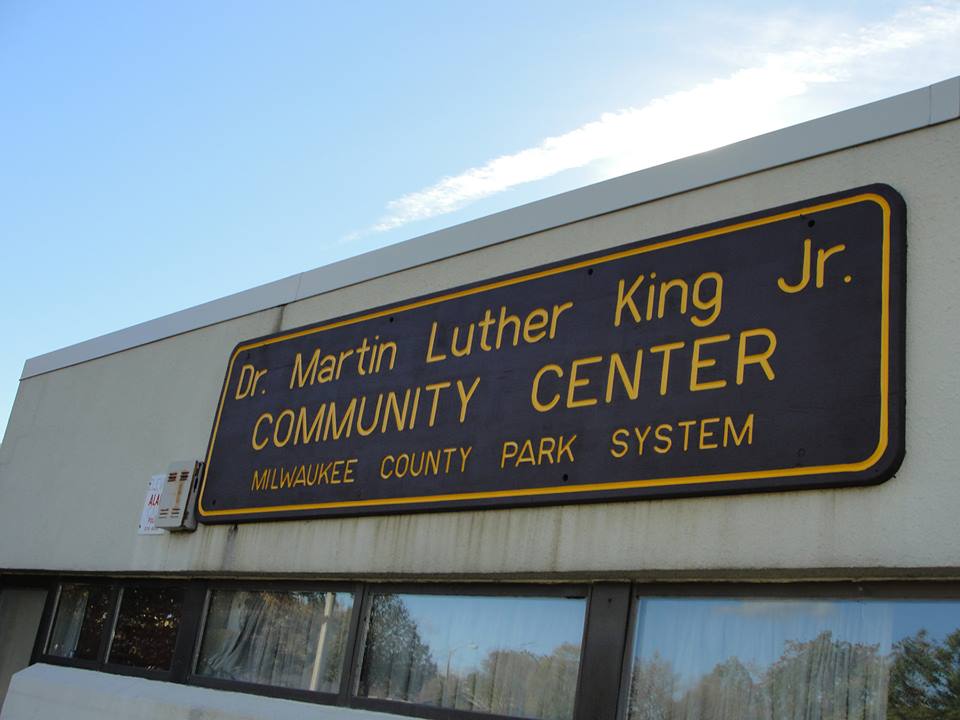 Dr. Martin Luther King Jr.
COMMUNITY CENTER
MILWAUKEE COUNTY PARK SYSTEM